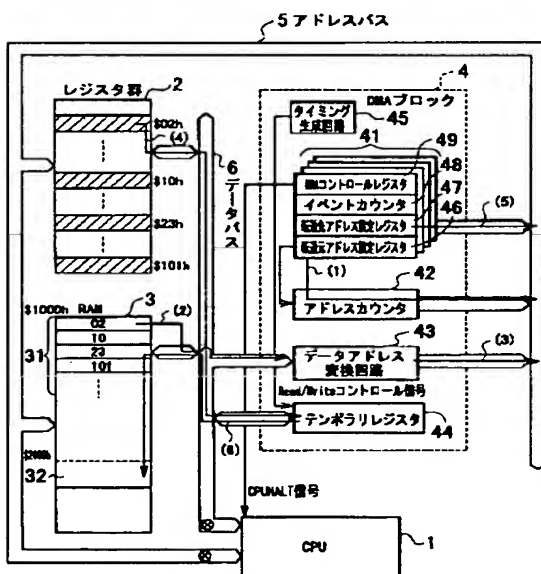 5 アドレスバス
レジスタ群
2
4
DMAブロック
タイミング
生成回路
45
41
49
48
47
46
$02h
(4)
6
データバス
DMAコントロールレジスタ
イベントカウンタ
転送先アドレス設定レジスタ
転送元アドレス設定レジスタ
(5)
$10h
$23h
$101h
(1)
42
アドレスカウンタ
$1000h RAM
3
(2)
31
02
10
23
101
43
データアドレス
変換回路
(3)
Read/Writeコントロール信号
テンポラリレジスタ
44
(6)
32
CPUHALT信号
CPU
1